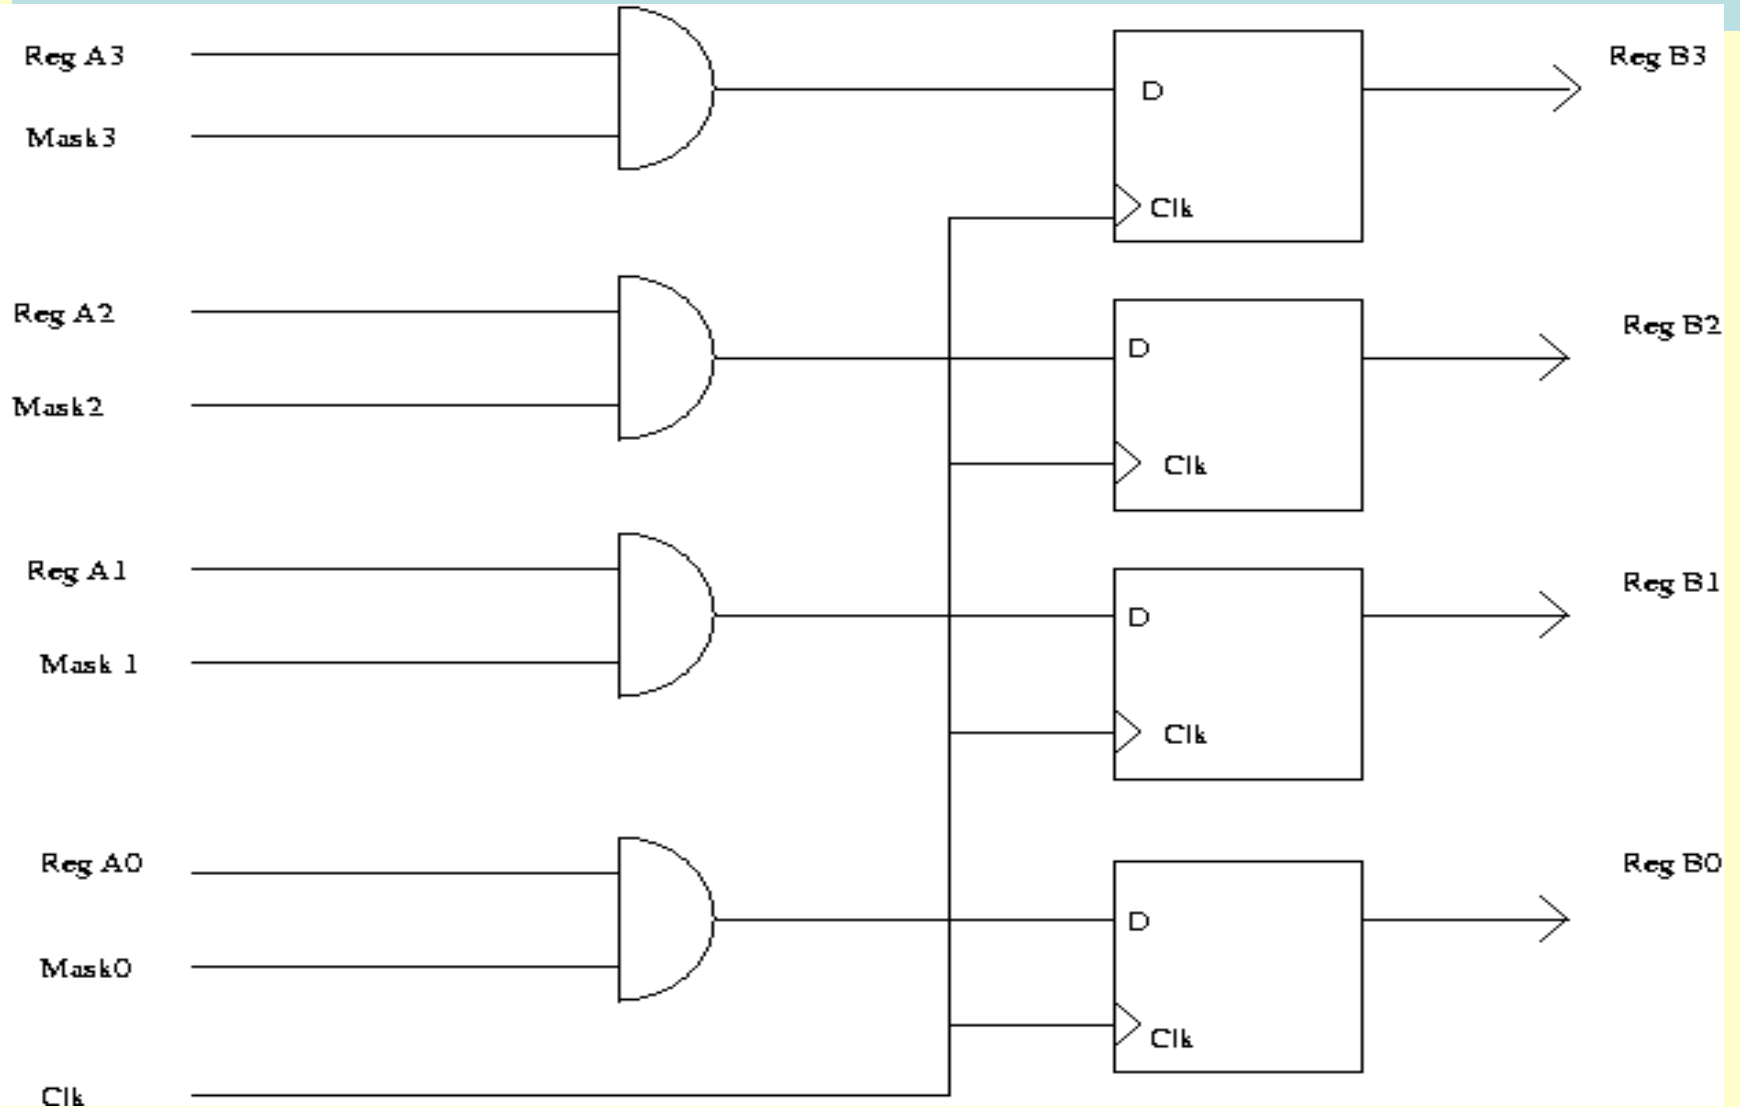 Reg A3
Reg B3
D
Mask3
Clk
Reg A2
Reg B2
D
Mask2
Clk
Reg A1
Reg B1
D
Mask 1
Clk
Reg A0
Reg B0
D
Mask0
Clk
Clk